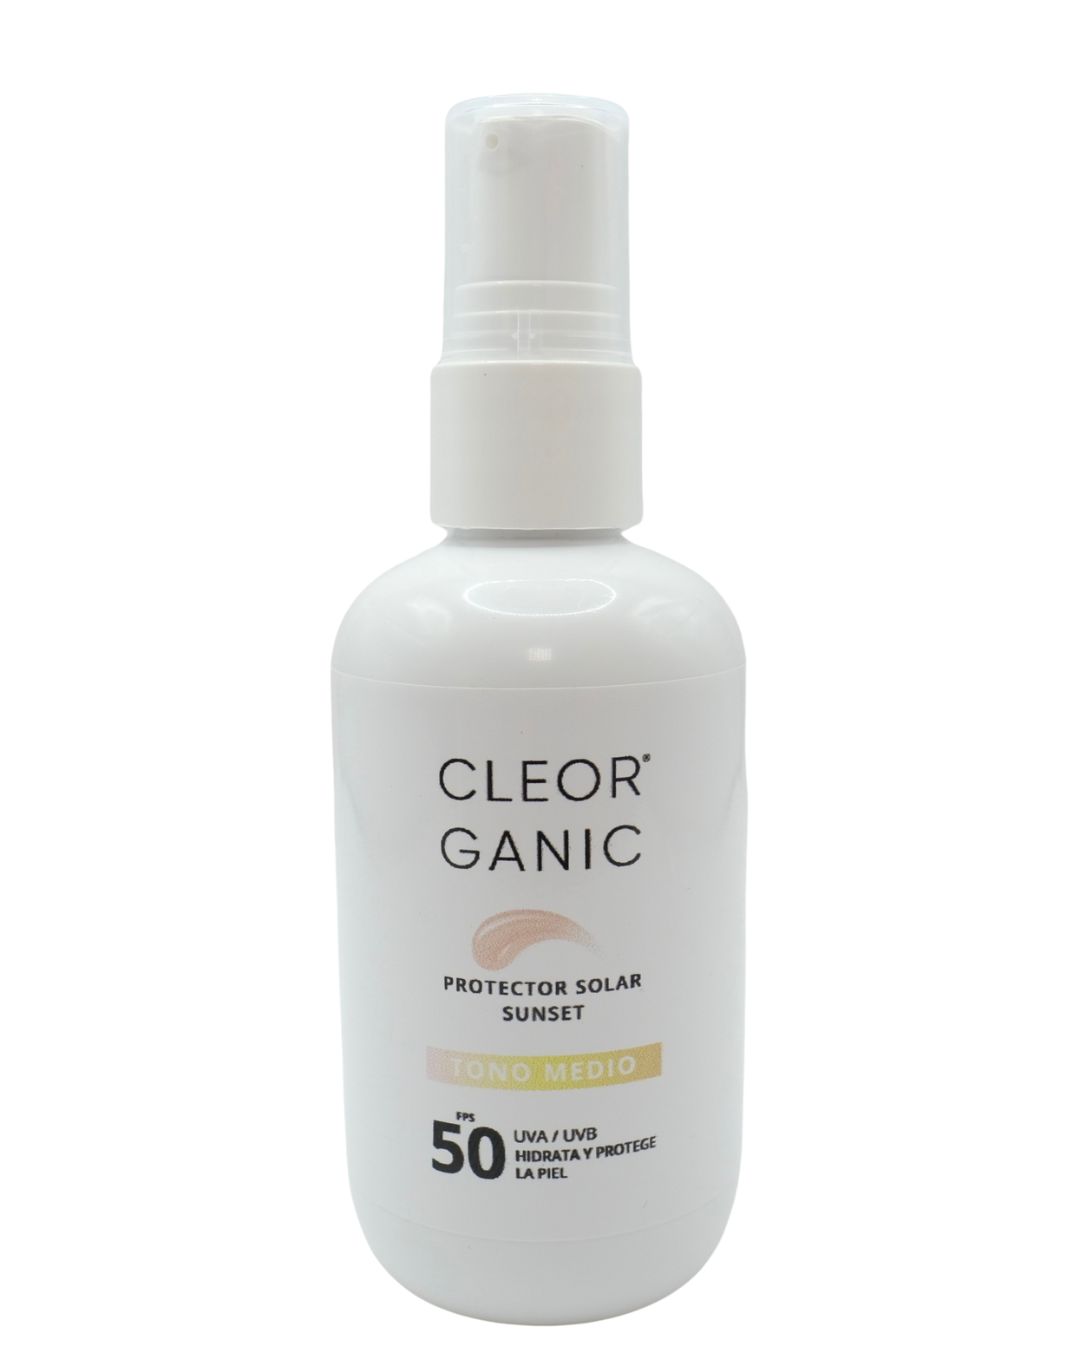 CLEOR®
GANIC
PROTECTOR SOLAR
SUNSET
TONO MEDIO
FPS
50
UVA / UVB
HIDRATA Y PROTEGE
LA PIEL